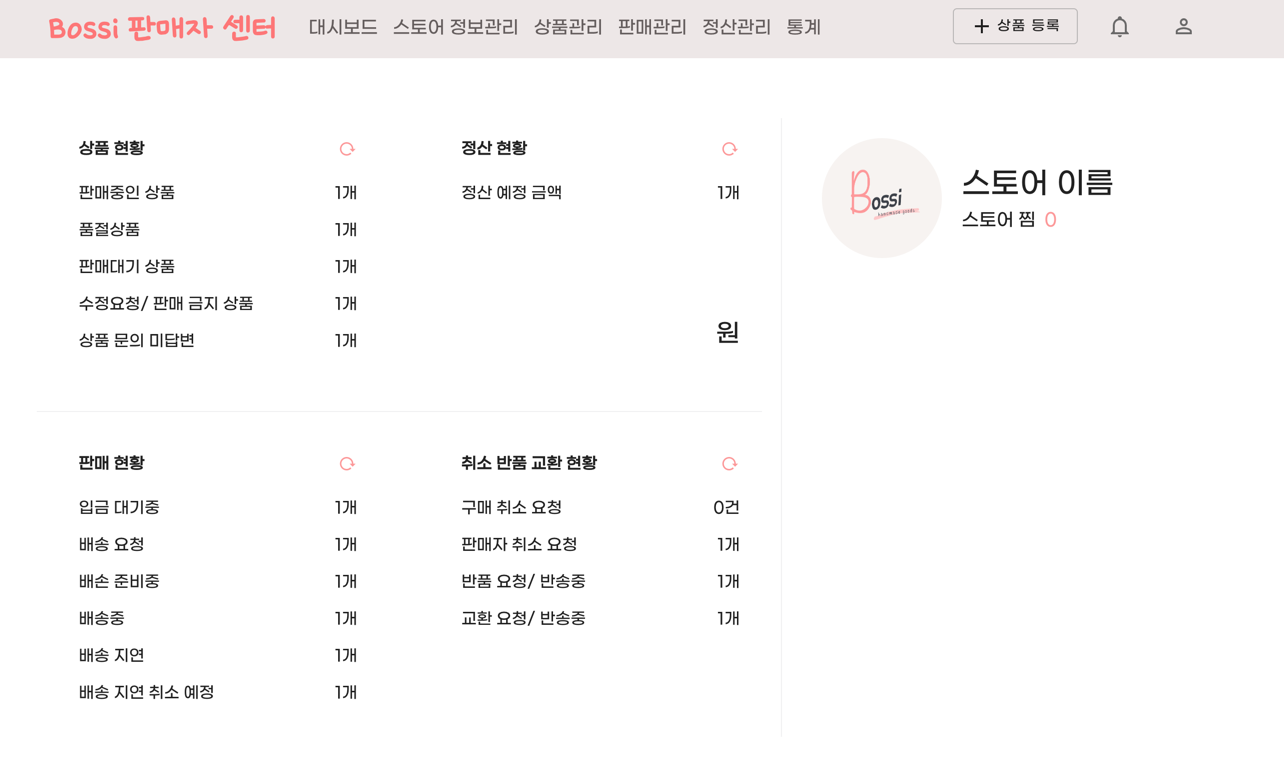 Bossi 판매자 센터 대시보드 스토어 정보관리 상품관리 판매관리 정산관리 통계 + 상품 등록
상품 현황
판매중인 상품 1개
품절상품 1개
판매대기 상품 1개
수정요청/ 판매 금지 상품 1개
상품 문의 미답변 1개
정산 현황
정산 예정 금액 1개
원
판매 현황
입금 대기중 1개
배송 요청 1개
배손 준비중 1개
배송중 1개
배송 지연 1개
배송 지연 취소 예정 1개
취소 반품 교환 현황
구매 취소 요청 0건
판매자 취소 요청 1개
반품 요청/ 반송중 1개
교환 요청/ 반송중 1개
Bossi
스토어 이름
스토어 찜 0